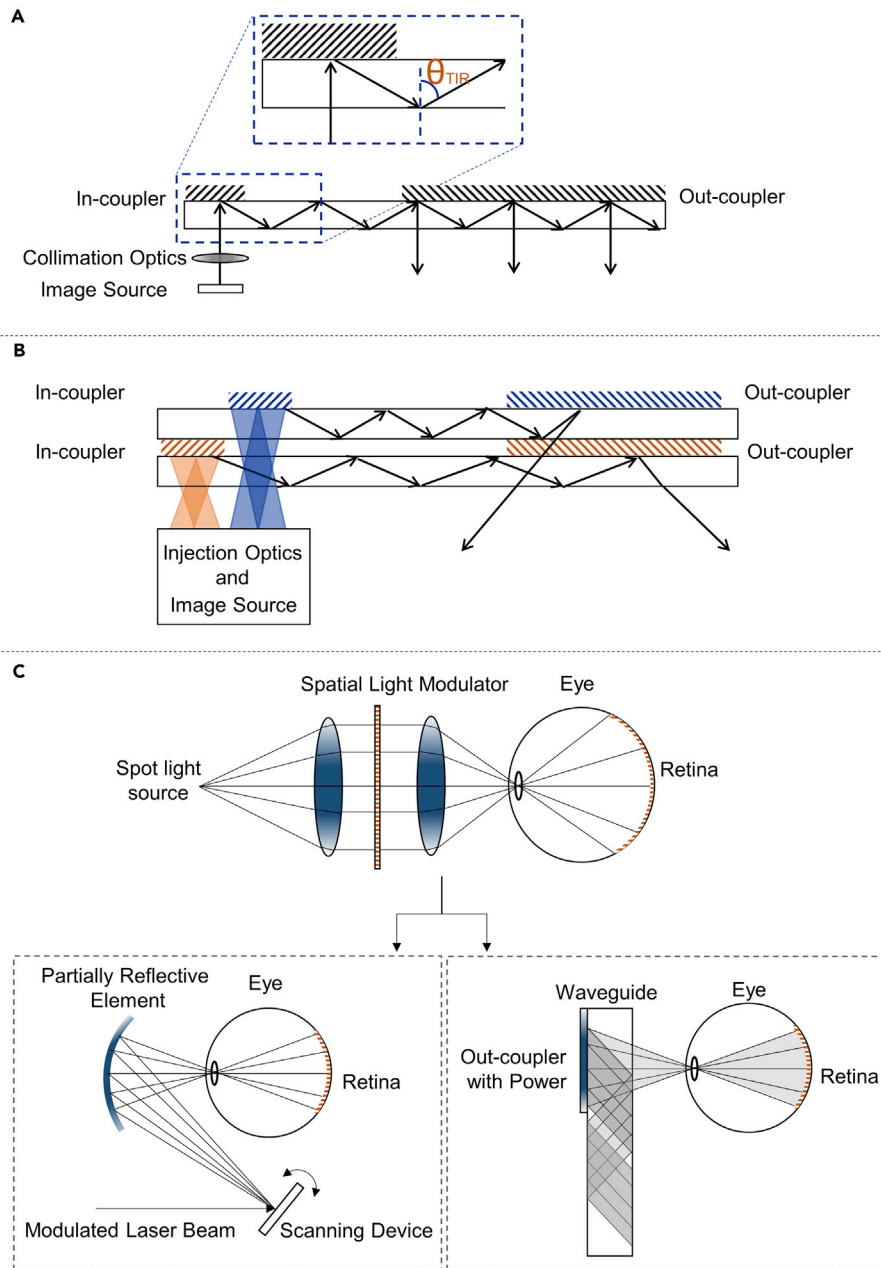 A
θTIR
In-coupler
Out-coupler
Collimation Optics
Image Source
B
In-coupler
Out-coupler
In-coupler
Out-coupler
Injection Optics
and
Image Source
C
Spatial Light Modulator
Eye
Spot light
source
Retina
Partially Reflective
Element
Eye
Retina
Modulated Laser Beam
Scanning Device
Waveguide
Eye
Out-coupler
with Power
Retina